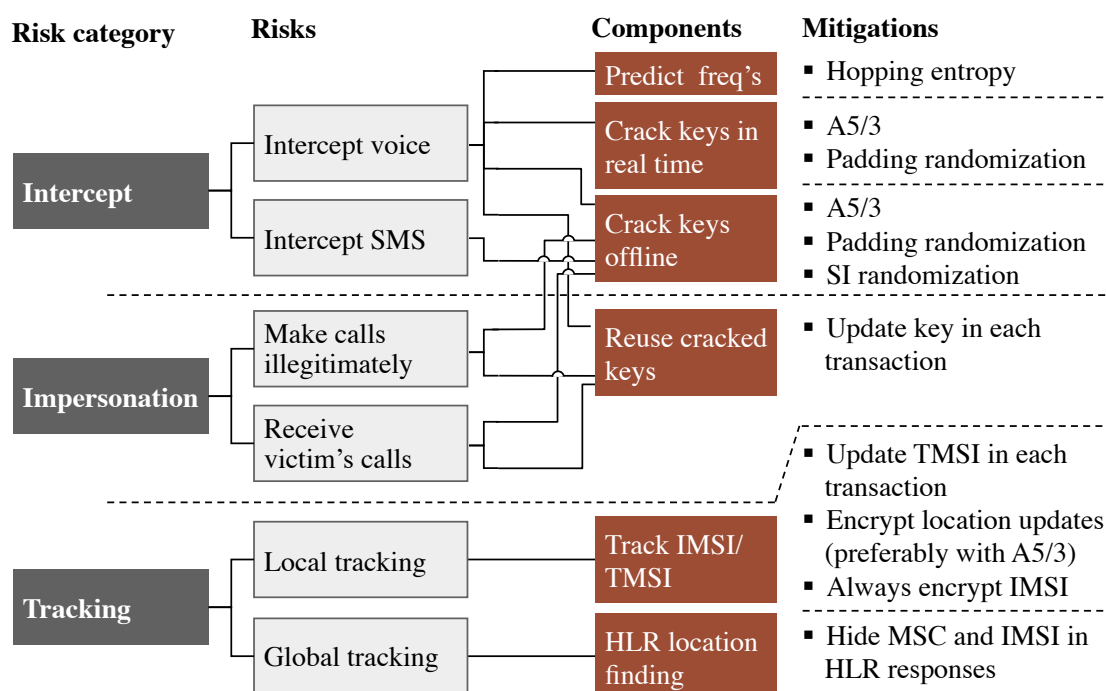 Risk category
Risks
Components
Mitigations
Intercept
Intercept voice
Intercept SMS
Predict freq's
Crack keys in
real time
Crack keys
offline
▪ Hopping entropy
▪ A5/3
▪ Padding randomization
▪ A5/3
▪ Padding randomization
▪ SI randomization
Impersonation
Make calls
illegitimately
Receive
victim's calls
Reuse cracked
keys
▪ Update key in each
transaction
Tracking
Local tracking
Global tracking
Track IMSI/
TMSI
HLR location
finding
▪ Update TMSI in each
transaction
▪ Encrypt location updates
(preferably with A5/3)
▪ Always encrypt IMSI
▪ Hide MSC and IMSI in
HLR responses